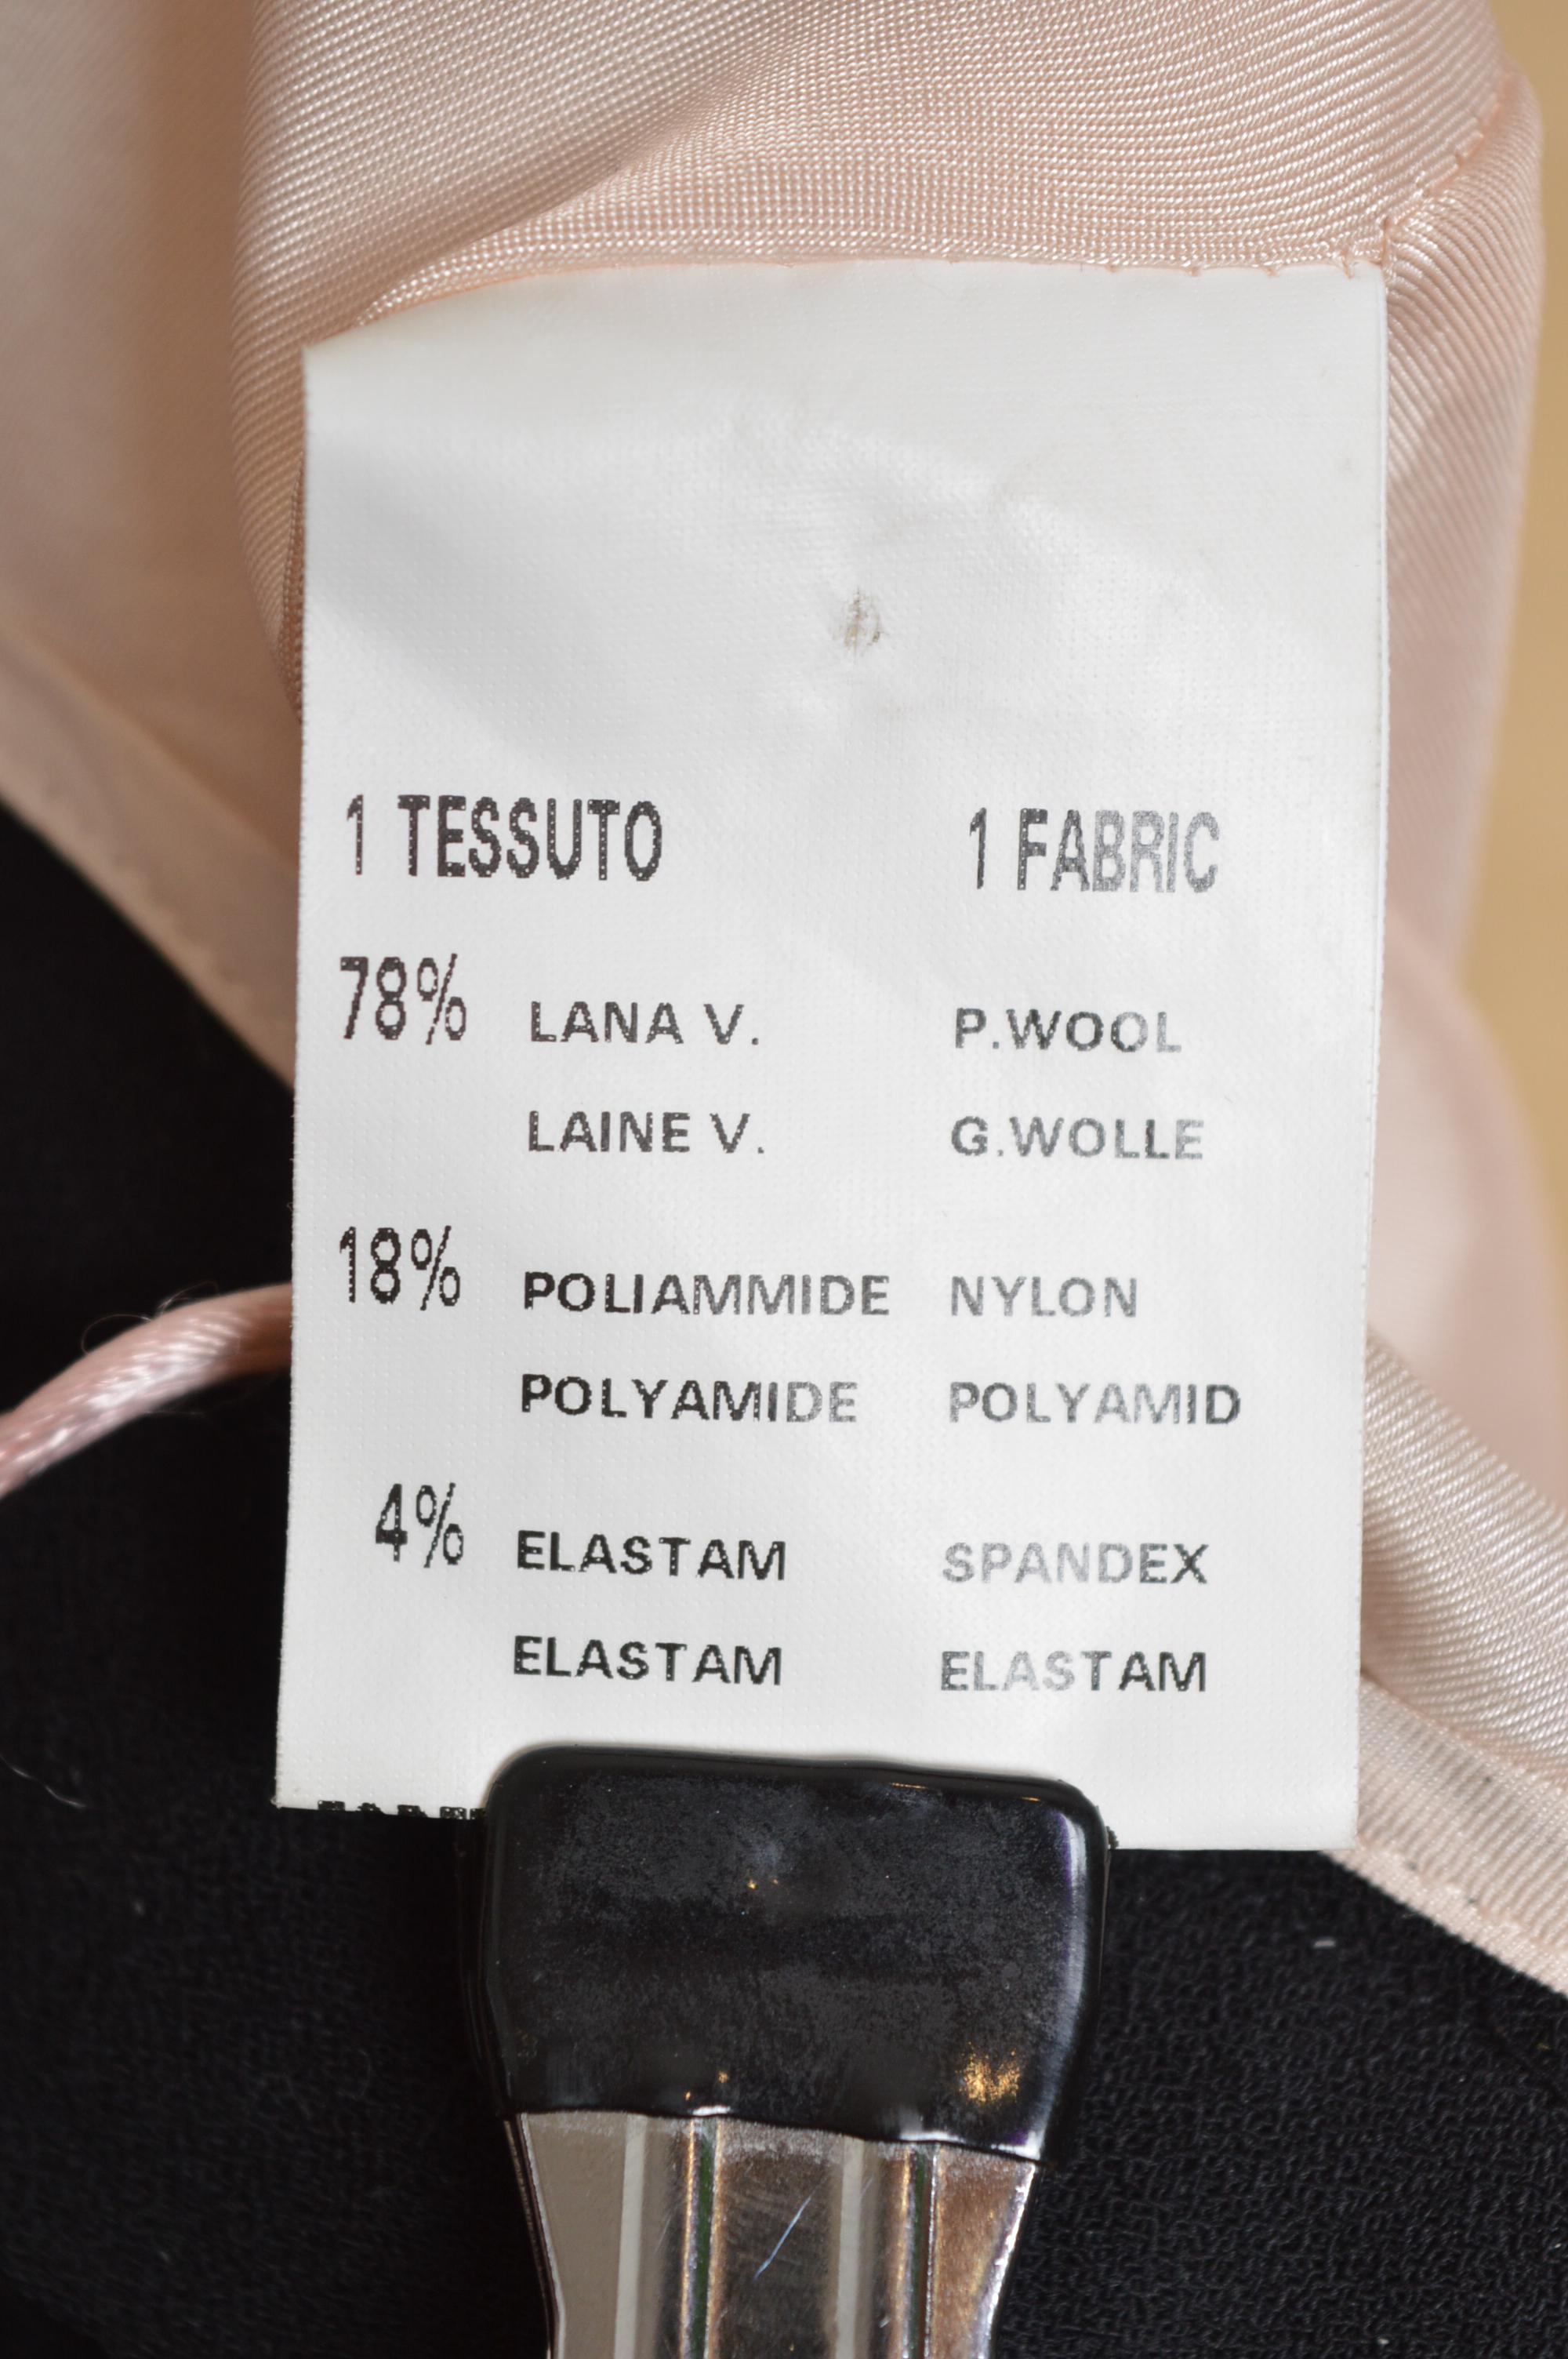 1 TESSUTO 1 FABRIC
78% LANA V. P.WOOL
LAINE V. G.WOLLE
18% POLIAMMIDE NYLON
POLYAMIDE POLYAMID
4% ELASTAM SPANDEX
ELASTAM ELASTAM